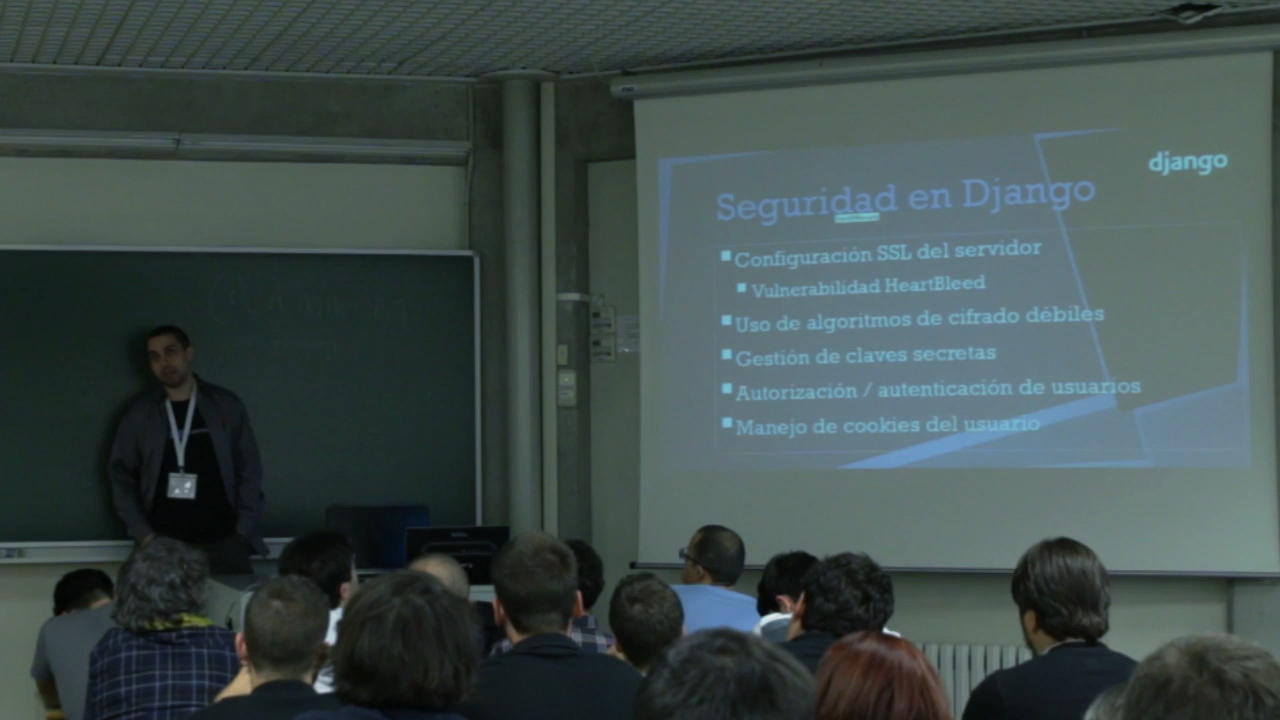 django
Seguridad en Django
Configuración SSL del servidor
Vulnerabilidad HeartBleed
Uso de algoritmos de cifrado débiles
Gestión de claves secretas
Autorización / autenticación de usuarios
Manejo de cookies del usuario